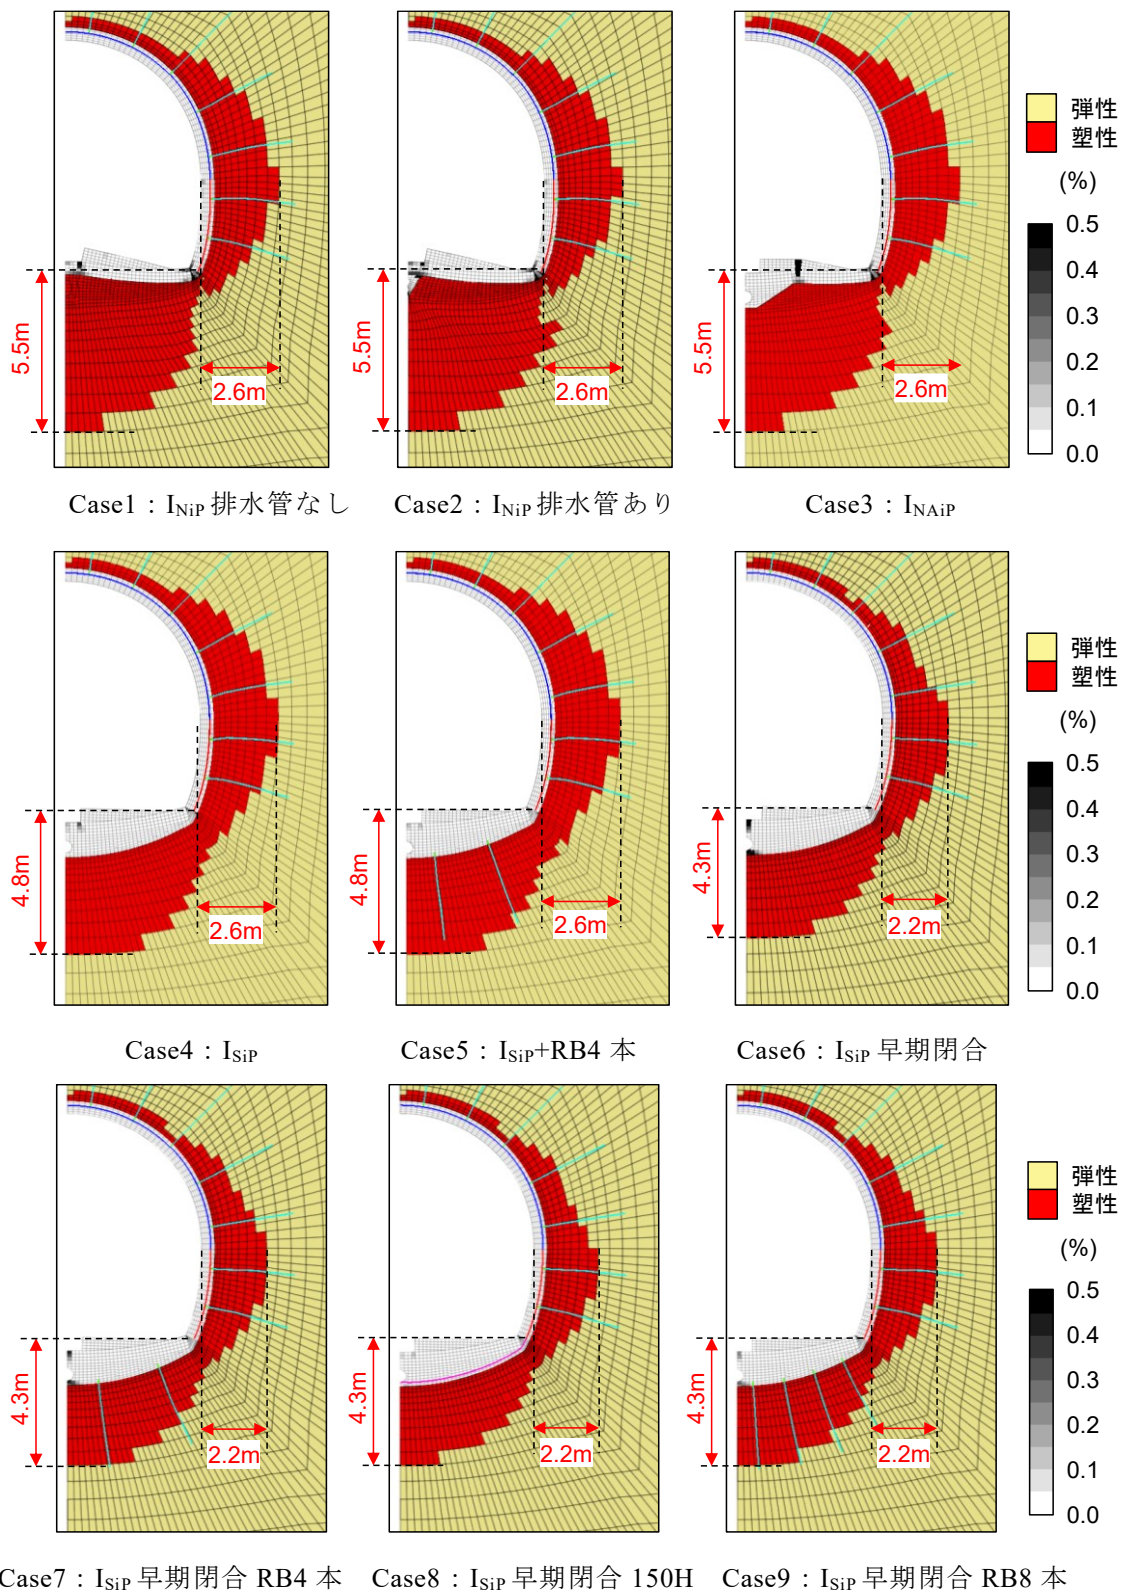 弾性
塑性
(%)
0.5
0.4
0.3
0.2
0.1
0.0
5.5m
2.6m
5.5m
2.6m
5.5m
2.6m
Case1：INiP 排水管なし
Case2：INiP 排水管あり
Case3：INAiP
弾性
塑性
(%)
0.5
0.4
0.3
0.2
0.1
0.0
4.8m
2.6m
4.8m
2.6m
4.3m
2.2m
Case4：ISiP
Case5：ISiP+RB4 本
Case6：ISiP 早期閉合
弾性
塑性
(%)
0.5
0.4
0.3
0.2
0.1
0.0
4.3m
2.2m
4.3m
2.2m
4.3m
2.2m
Case7：ISiP 早期閉合 RB4 本
Case8：ISiP 早期閉合 150H
Case9：ISiP 早期閉合 RB8 本